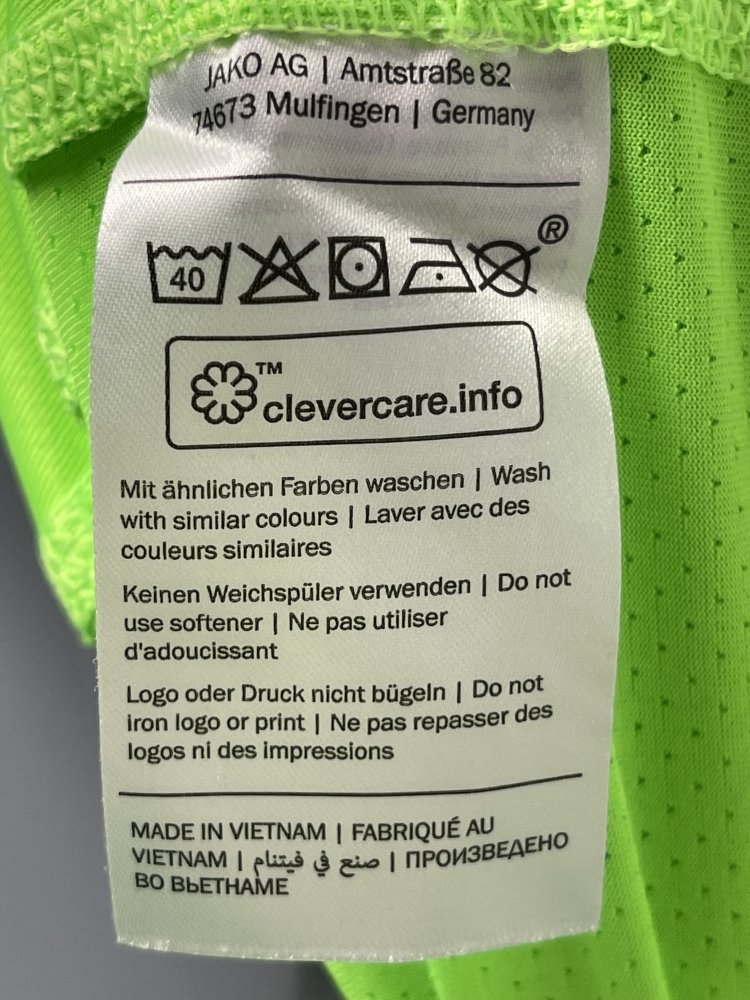 JAKO AG | Amtstraße 82
74673 Mulfingen | Germany
40
®
™
clevercare.info
Mit ähnlichen Farben waschen | Wash
with similar colours | Laver avec des
couleurs similaires
Keinen Weichspüler verwenden | Do not
use softener | Ne pas utiliser
d'adoucissant
Logo oder Druck nicht bügeln | Do not
iron logo or print | Ne pas repasser des
logos ni des impressions
MADE IN VIETNAM | FABRIQUÉ AU
VIETNAM | صنع في فيتنام | ПРОИЗВЕДЕНО
ВО ВЬЕТНАМЕ